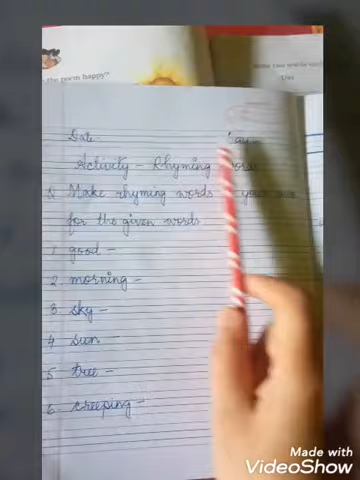 the poem happy"
Date -
Activity - Rhyming words
Q Make rhyming words
for the given words
1. good -
2. morning -
3 sky -
4 sun -
5 tree -
6. creeping -
Made with
VideoShow